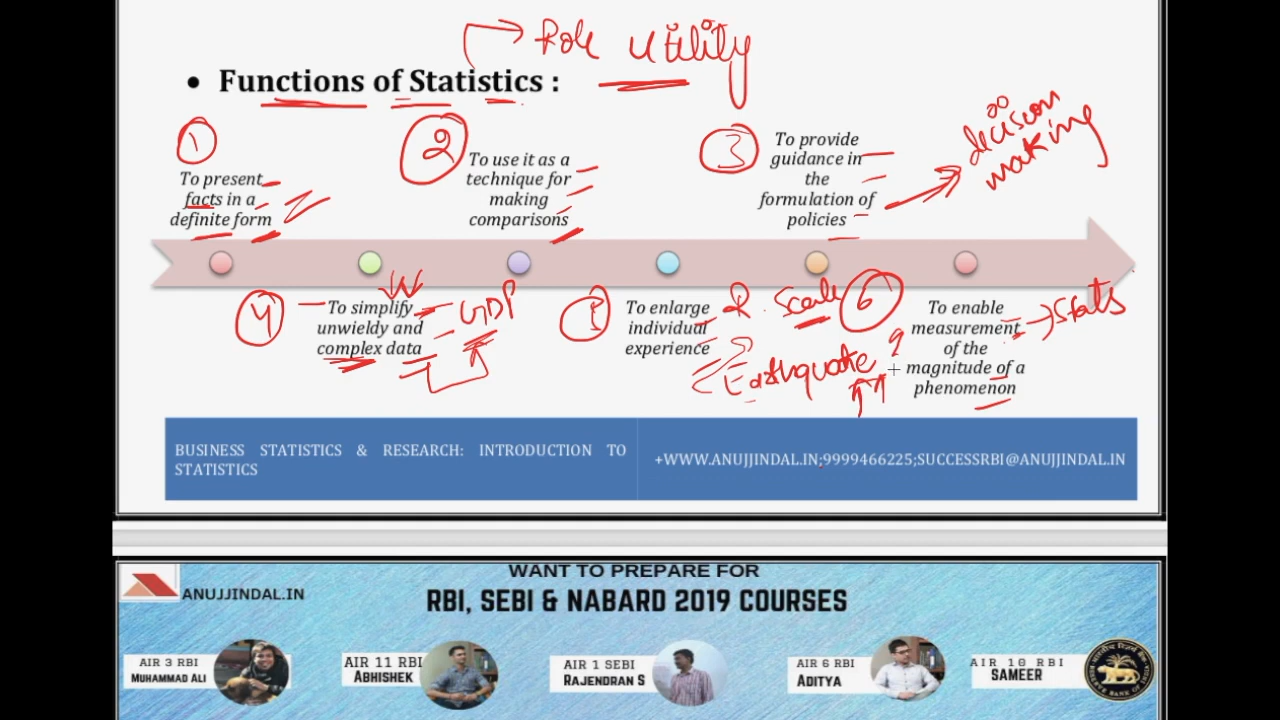 Role Utility
• Functions of Statistics :
1
To present
facts in a
definite form
2
To use it as a
technique for
making
comparisons
3
To provide
guidance in
the
formulation of
policies
decision
making
4
To simplify
unwieldy and
complex data
GDP
5
To enlarge
individual
experience
R. Scale
Earthquake
6
To enable
measurement
of the
magnitude of a
phenomenon
Stats
BUSINESS STATISTICS & RESEARCH: INTRODUCTION TO
STATISTICS
+WWW.ANUJJINDAL.IN;9999466225;SUCCESSRBI@ANUJJINDAL.IN
WANT TO PREPARE FOR
ANUJJINDAL.IN
RBI, SEBI & NABARD 2019 COURSES
AIR 3 RBI
MUHAMMAD ALI
AIR 11 RBI
ABHISHEK
AIR 1 SEBI
RAJENDRAN S
AIR 6 RBI
ADITYA
AIR 10 RBI
SAMEER